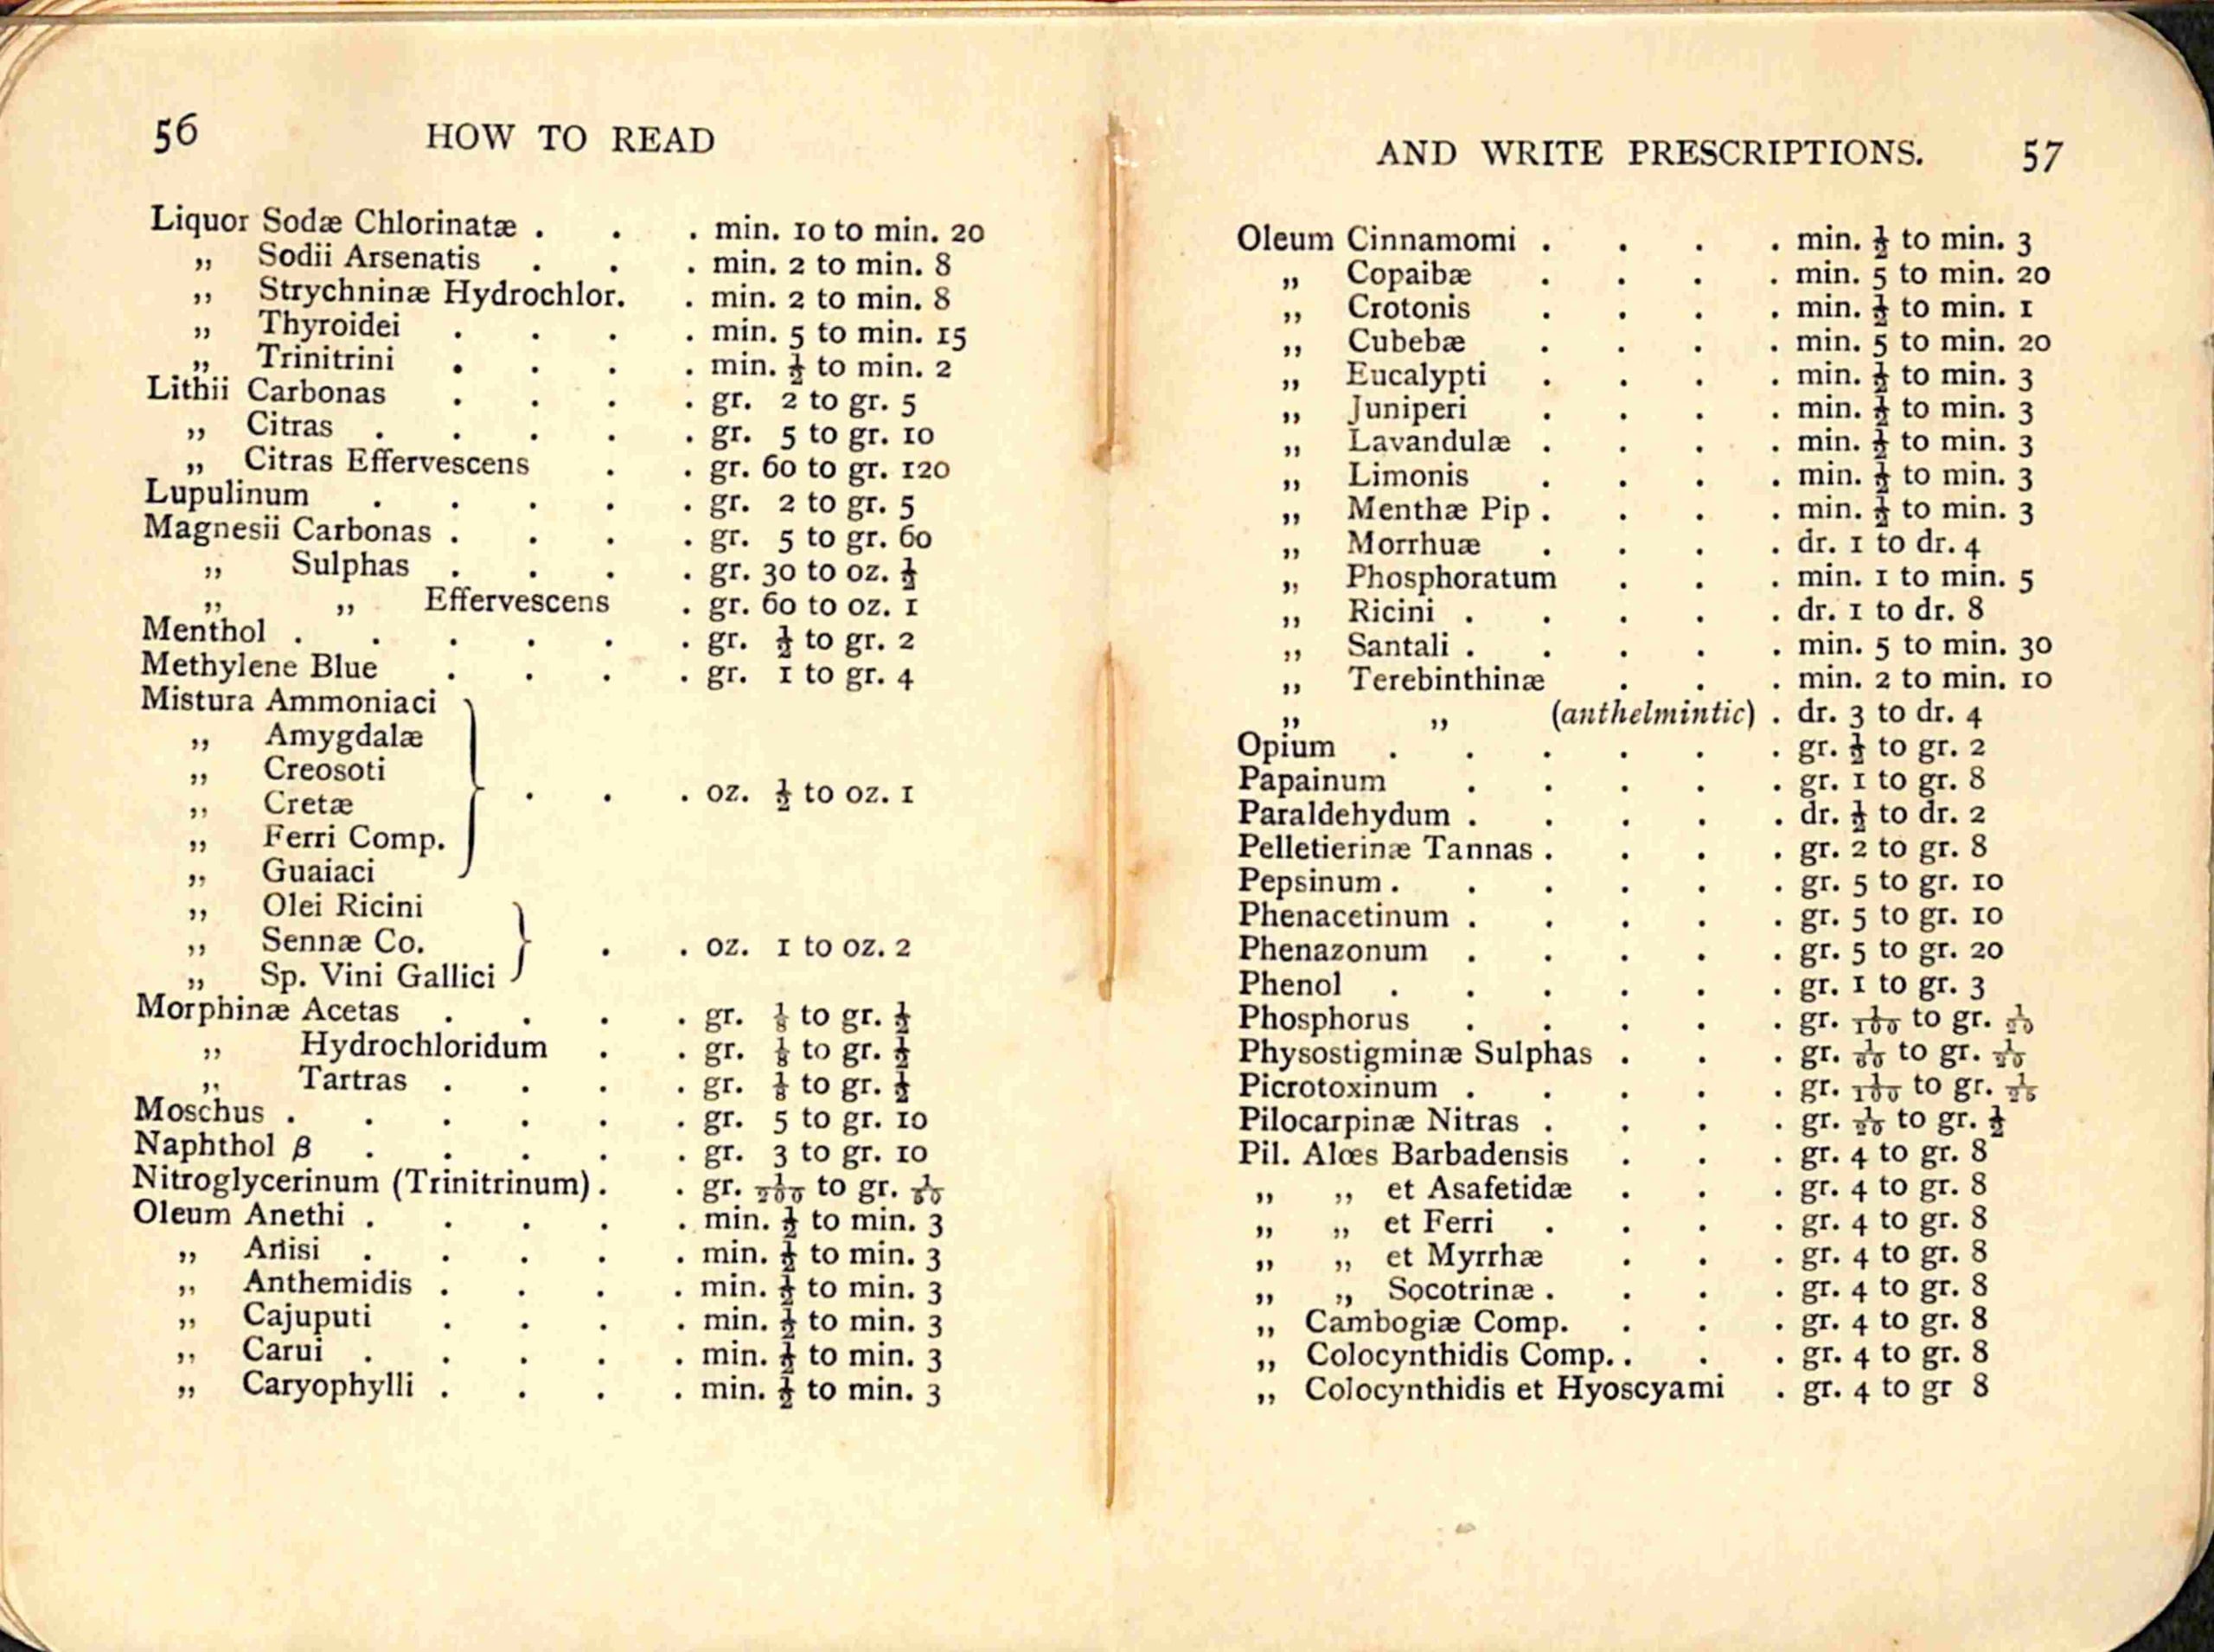 56 HOW TO READ
Liquor Sodæ Chlorinatæ . . . min. 10 to min. 20
„ Sodii Arsenatis . . . min. 2 to min. 8
„ Strychninæ Hydrochlor. . min. 2 to min. 8
„ Thyroidei . . . . min. 5 to min. 15
„ Trinitrini . . . . min. ½ to min. 2
Lithii Carbonas . . . . gr. 2 to gr. 5
„ Citras . . . . . gr. 5 to gr. 10
„ Citras Effervescens . . gr. 60 to gr. 120
Lupulinum . . . . . gr. 2 to gr. 5
Magnesii Carbonas . . . . gr. 5 to gr. 60
„ Sulphas . . . . gr. 30 to oz. ½
„ „ Effervescens . gr. 60 to oz. 1
Menthol . . . . . . gr. ½ to gr. 2
Methylene Blue . . . . gr. 1 to gr. 4
Mistura Ammoniaci
„ Amygdalæ
„ Creosoti
„ Cretæ . . . oz. ½ to oz. 1
„ Ferri Comp.
„ Guaiaci
„ Olei Ricini
„ Sennæ Co. . . oz. 1 to oz. 2
„ Sp. Vini Gallici
Morphinæ Acetas . . . . gr. ⅛ to gr. ½
„ Hydrochloridum . . gr. ⅛ to gr. ½
„ Tartras . . . . gr. ⅛ to gr. ½
Moschus . . . . . . gr. 5 to gr. 10
Naphthol β . . . . . gr. 3 to gr. 10
Nitroglycerinum (Trinitrinum) . . gr. 1/200 to gr. 1/50
Oleum Anethi . . . . . min. ½ to min. 3
„ Anisi . . . . . min. ½ to min. 3
„ Anthemidis . . . . min. ½ to min. 3
„ Cajuputi . . . . min. ½ to min. 3
„ Carui . . . . . min. ½ to min. 3
„ Caryophylli . . . . min. ½ to min. 3
AND WRITE PRESCRIPTIONS. 57
Oleum Cinnamomi . . . . min. ½ to min. 3
„ Copaibæ . . . . min. 5 to min. 20
„ Crotonis . . . . min. ½ to min. 1
„ Cubebæ . . . . min. 5 to min. 20
„ Eucalypti . . . . min. ½ to min. 3
„ Juniperi . . . . min. ½ to min. 3
„ Lavandulæ . . . . min. ½ to min. 3
„ Limonis . . . . min. ½ to min. 3
„ Menthæ Pip . . . . min. ½ to min. 3
„ Morrhuæ . . . . dr. 1 to dr. 4
„ Phosphoratum . . . min. 1 to min. 5
„ Ricini . . . . . dr. 1 to dr. 8
„ Santali . . . . . min. 5 to min. 30
„ Terebinthinæ . . . min. 2 to min. 10
„ „ (anthelmintic) . dr. 3 to dr. 4
Opium . . . . . . gr. ½ to gr. 2
Papainum . . . . . gr. 1 to gr. 8
Paraldehydum . . . . . dr. ½ to dr. 2
Pelletierinæ Tannas . . . . gr. 2 to gr. 8
Pepsinum . . . . . . gr. 5 to gr. 10
Phenacetinum . . . . . gr. 5 to gr. 10
Phenazonum . . . . . gr. 5 to gr. 20
Phenol . . . . . . gr. 1 to gr. 3
Phosphorus . . . . . gr. 1/100 to gr. 1/20
Physostigminæ Sulphas . . . gr. 1/60 to gr. 1/20
Picrotoxinum . . . . . gr. 1/100 to gr. 1/25
Pilocarpinæ Nitras . . . . gr. 1/20 to gr. ½
Pil. Alœs Barbadensis . . . gr. 4 to gr. 8
„ „ et Asafetidæ . . . gr. 4 to gr. 8
„ „ et Ferri . . . . gr. 4 to gr. 8
„ „ et Myrrhæ . . . gr. 4 to gr. 8
„ „ Socotrinæ . . . . gr. 4 to gr. 8
„ Cambogiæ Comp. . . . gr. 4 to gr. 8
„ Colocynthidis Comp. . . . gr. 4 to gr. 8
„ Colocynthidis et Hyoscyami . gr. 4 to gr 8